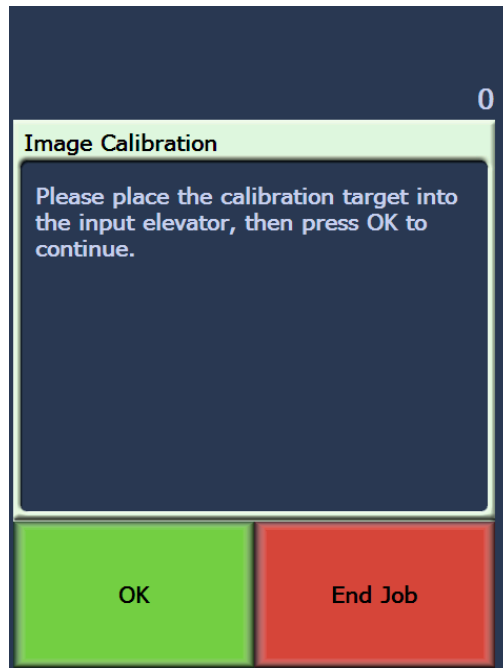 0
Image Calibration
Please place the calibration target into
the input elevator, then press OK to
continue.
OK
End Job